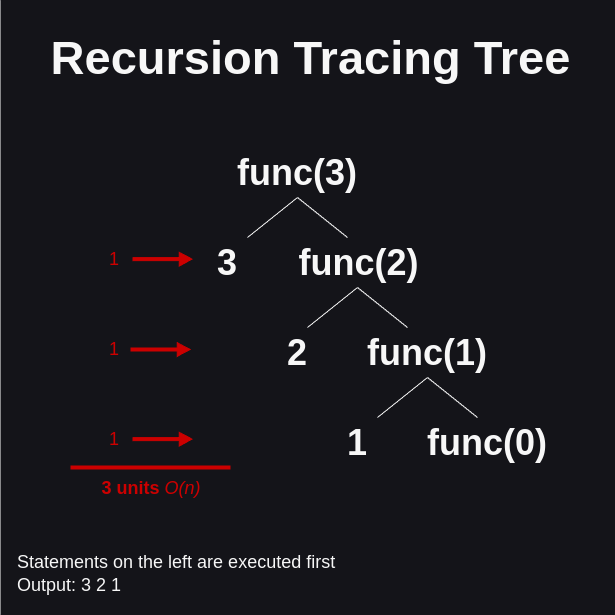 Recursion Tracing Tree
func(3)
1 3 func(2)
1 2 func(1)
1 1 func(0)
3 units O(n)
Statements on the left are executed first
Output: 3 2 1